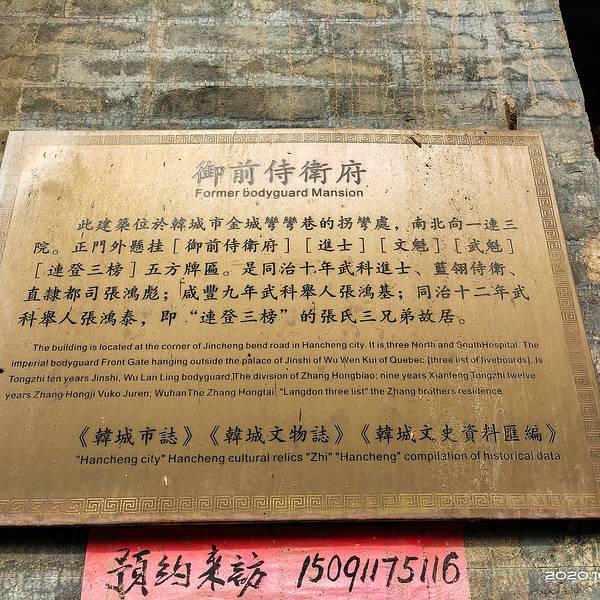 御前侍衛府
Former bodyguard Mansion
此建築位於韓城市金城彎彎巷的拐彎處，南北向一連三
院。正門外懸挂［御前侍衛府］［進士］［文魁］［武魁］
［連登三榜］五方牌匾。是同治十年武科進士、藍翎侍衛、
直隸都司張鴻彪；咸豐九年武科舉人張鴻基；同治十二年武
科舉人張鴻泰，即“連登三榜”的張氏三兄弟故居。
The building is located at the corner of Jincheng bend road in Hancheng city. It is three North and SouthHospital. The
imperial bodyguard Front Gate hanging outside the palace of Jinshi of Wu Wen Kui of Quebec [three list of fiveboards]. Is
Tongzhi ten years Jinshi, Wu Lan Ling bodyguard,The division of Zhang Hongbiao; nine years Xianfeng Tongzhi twelve
years Zhang Hongji Vuko Juren; WuhanThe Zhang Hongtai, "Langdon three list" the Zhang brothers residence.
《韓城市誌》《韓城文物誌》《韓城文史資料匯編》
"Hancheng city" Hancheng cultural relics "Zhi" "Hancheng" compilation of historical data
預約来訪 15091175116